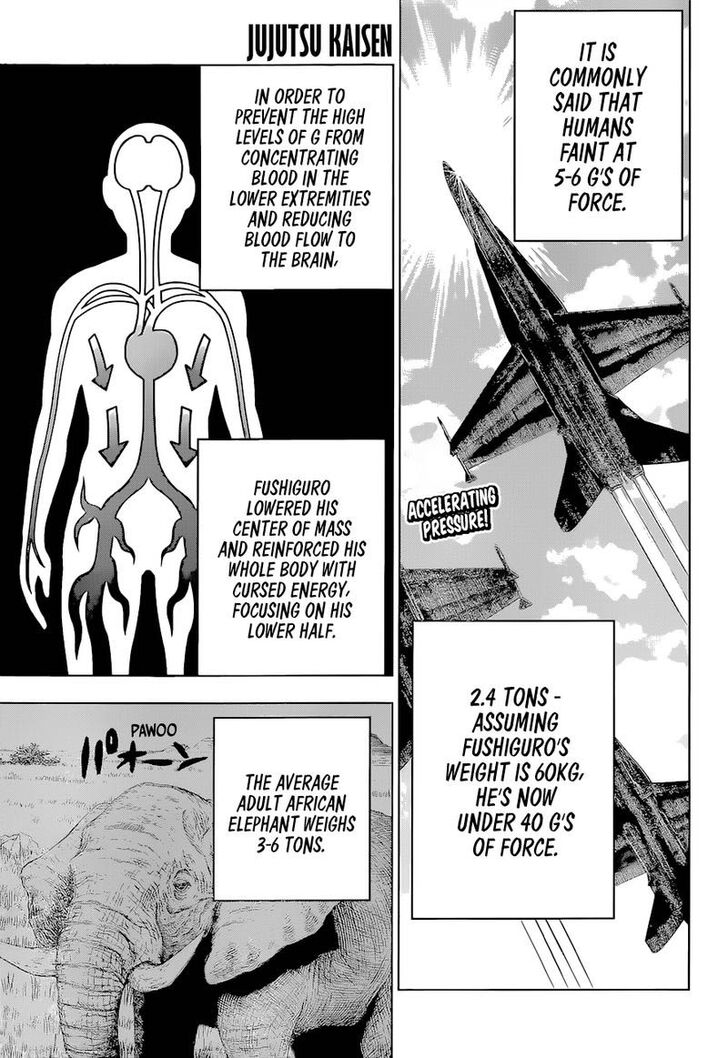 JUJUTSU KAISEN
IT IS
COMMONLY
SAID THAT
HUMANS
FAINT AT
5-6 G'S OF
FORCE.
ACCELERATING
PRESSURE!
2.4 TONS -
ASSUMING
FUSHIGURO'S
WEIGHT IS 60KG,
HE'S NOW
UNDER 40 G'S
OF FORCE.
IN ORDER TO
PREVENT THE HIGH
LEVELS OF G FROM
CONCENTRATING
BLOOD IN THE
LOWER EXTREMITIES
AND REDUCING
BLOOD FLOW TO
THE BRAIN,
FUSHIGURO
LOWERED HIS
CENTER OF MASS
AND REINFORCED HIS
WHOLE BODY WITH
CURSED ENERGY,
FOCUSING ON HIS
LOWER HALF.
PAWOO
パオーン
THE AVERAGE
ADULT AFRICAN
ELEPHANT WEIGHS
3-6 TONS.